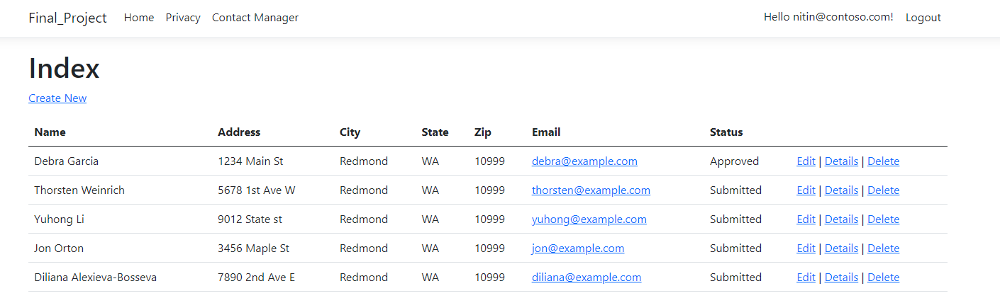 Final_Project Home Privacy Contact Manager Hello nitin@contoso.com! Logout
Index
Create New
Name Address City State Zip Email Status
Debra Garcia 1234 Main St Redmond WA 10999 debra@example.com Approved Edit | Details | Delete
Thorsten Weinrich 5678 1st Ave W Redmond WA 10999 thorsten@example.com Submitted Edit | Details | Delete
Yuhong Li 9012 State st Redmond WA 10999 yuhong@example.com Submitted Edit | Details | Delete
Jon Orton 3456 Maple St Redmond WA 10999 jon@example.com Submitted Edit | Details | Delete
Diliana Alexieva-Bosseva 7890 2nd Ave E Redmond WA 10999 diliana@example.com Submitted Edit | Details | Delete